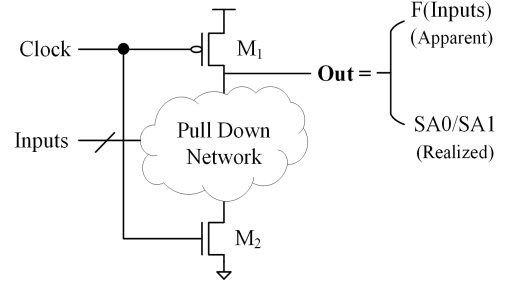 F(Inputs)
(Apparent)
Clock
M₁
Out =
SA0/SA1
(Realized)
Inputs
Pull Down
Network
M₂